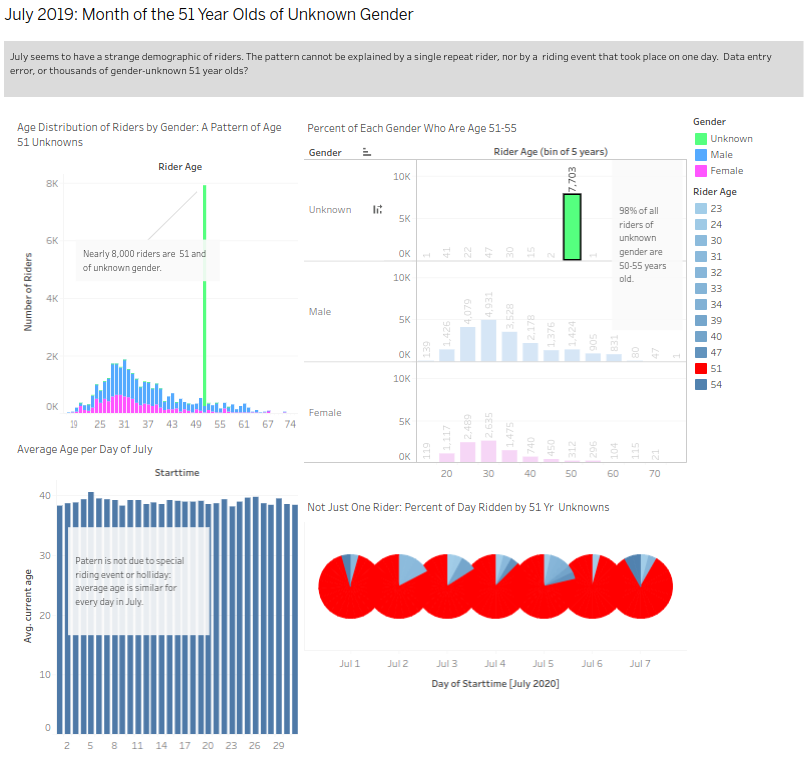 July 2019: Month of the 51 Year Olds of Unknown Gender
July seems to have a strange demographic of riders. The pattern cannot be explained by a single repeat rider, nor by a riding event that took place on one day. Data entry
error, or thousands of gender-unknown 51 year olds?
Age Distribution of Riders by Gender: A Pattern of Age
51 Unknowns
Rider Age
8K
6K
4K
2K
0K
Number of Riders
Nearly 8,000 riders are 51 and
of unknown gender.
19 25 31 37 43 49 55 61 67 74
Percent of Each Gender Who Are Age 51-55
Gender
Rider Age (bin of 5 years)
Unknown
10K
5K
0K
1 41 22 47 30 15 2 7,703 1
98% of all
riders of
unknown
gender are
50-55 years
old.
Male
10K
5K
0K
139 1,426 4,079 4,931 3,528 2,178 1,376 1,424 905 831 80 47 1
Female
10K
5K
0K
119 1,117 2,489 2,635 1,475 740 450 312 296 104 115 21
20 30 40 50 60 70
Gender
Unknown
Male
Female
Rider Age
23
24
30
31
32
33
34
39
40
47
51
54
Average Age per Day of July
Starttime
40
30
20
10
0
Avg. current age
Patern is not due to special
riding event or holliday:
average age is similar for
every day in July.
2 5 8 11 14 17 20 23 26 29
Not Just One Rider: Percent of Day Ridden by 51 Yr Unknowns
Jul 1 Jul 2 Jul 3 Jul 4 Jul 5 Jul 6 Jul 7
Day of Starttime [July 2020]